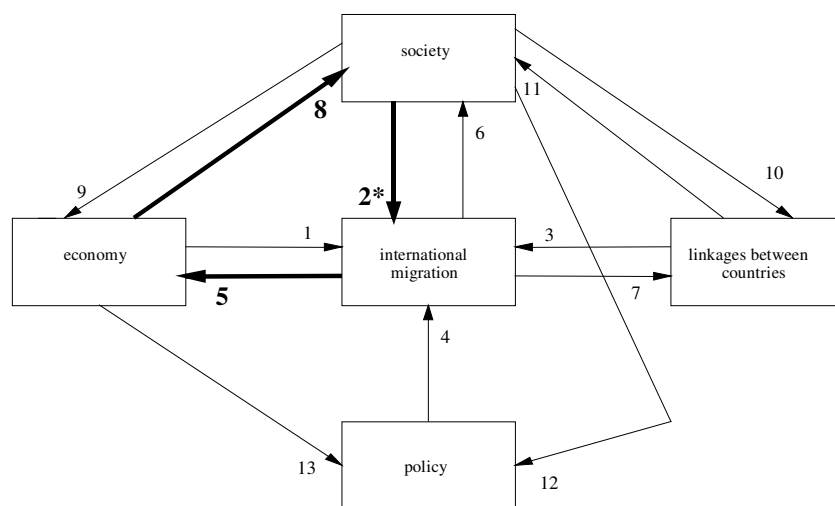 society
11
8
6
9
10
2*
1
3
economy
international
migration
linkages between
countries
5
7
4
13
policy
12